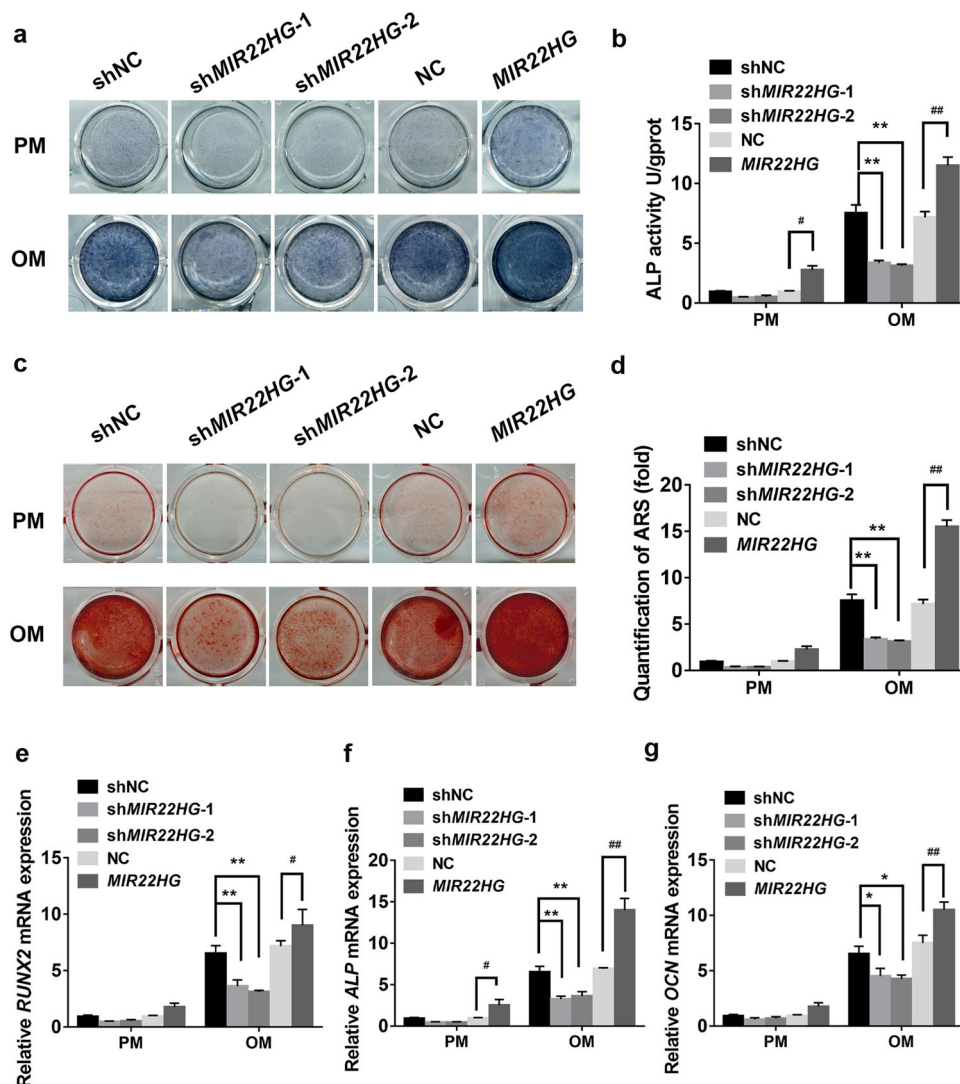 a
shNC
shMIR22HG-1
shMIR22HG-2
NC
MIR22HG
PM
OM
b
shNC
shMIR22HG-1
shMIR22HG-2
NC
MIR22HG
ALP activity U/gprot
15
10
5
0
#
**
**
##
PM
OM
c
shNC
shMIR22HG-1
shMIR22HG-2
NC
MIR22HG
PM
OM
d
shNC
shMIR22HG-1
shMIR22HG-2
NC
MIR22HG
Quantification of ARS (fold)
20
15
10
5
0
**
**
##
PM
OM
e
shNC
shMIR22HG-1
shMIR22HG-2
NC
MIR22HG
Relative RUNX2 mRNA expression
15
10
5
0
**
**
#
PM
OM
f
shNC
shMIR22HG-1
shMIR22HG-2
NC
MIR22HG
Relative ALP mRNA expression
20
15
10
5
0
#
**
**
##
PM
OM
g
shNC
shMIR22HG-1
shMIR22HG-2
NC
MIR22HG
Relative OCN mRNA expression
15
10
5
0
*
*
##
PM
OM